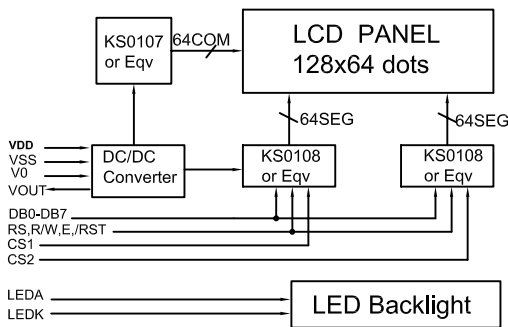 KS0107
or Eqv
64COM
LCD PANEL
128x64 dots
64SEG
64SEG
VDD
VSS
V0
VOUT
DC/DC
Converter
KS0108
or Eqv
KS0108
or Eqv
DB0-DB7
RS,R/W,E,/RST
CS1
CS2
LEDA
LEDK
LED Backlight